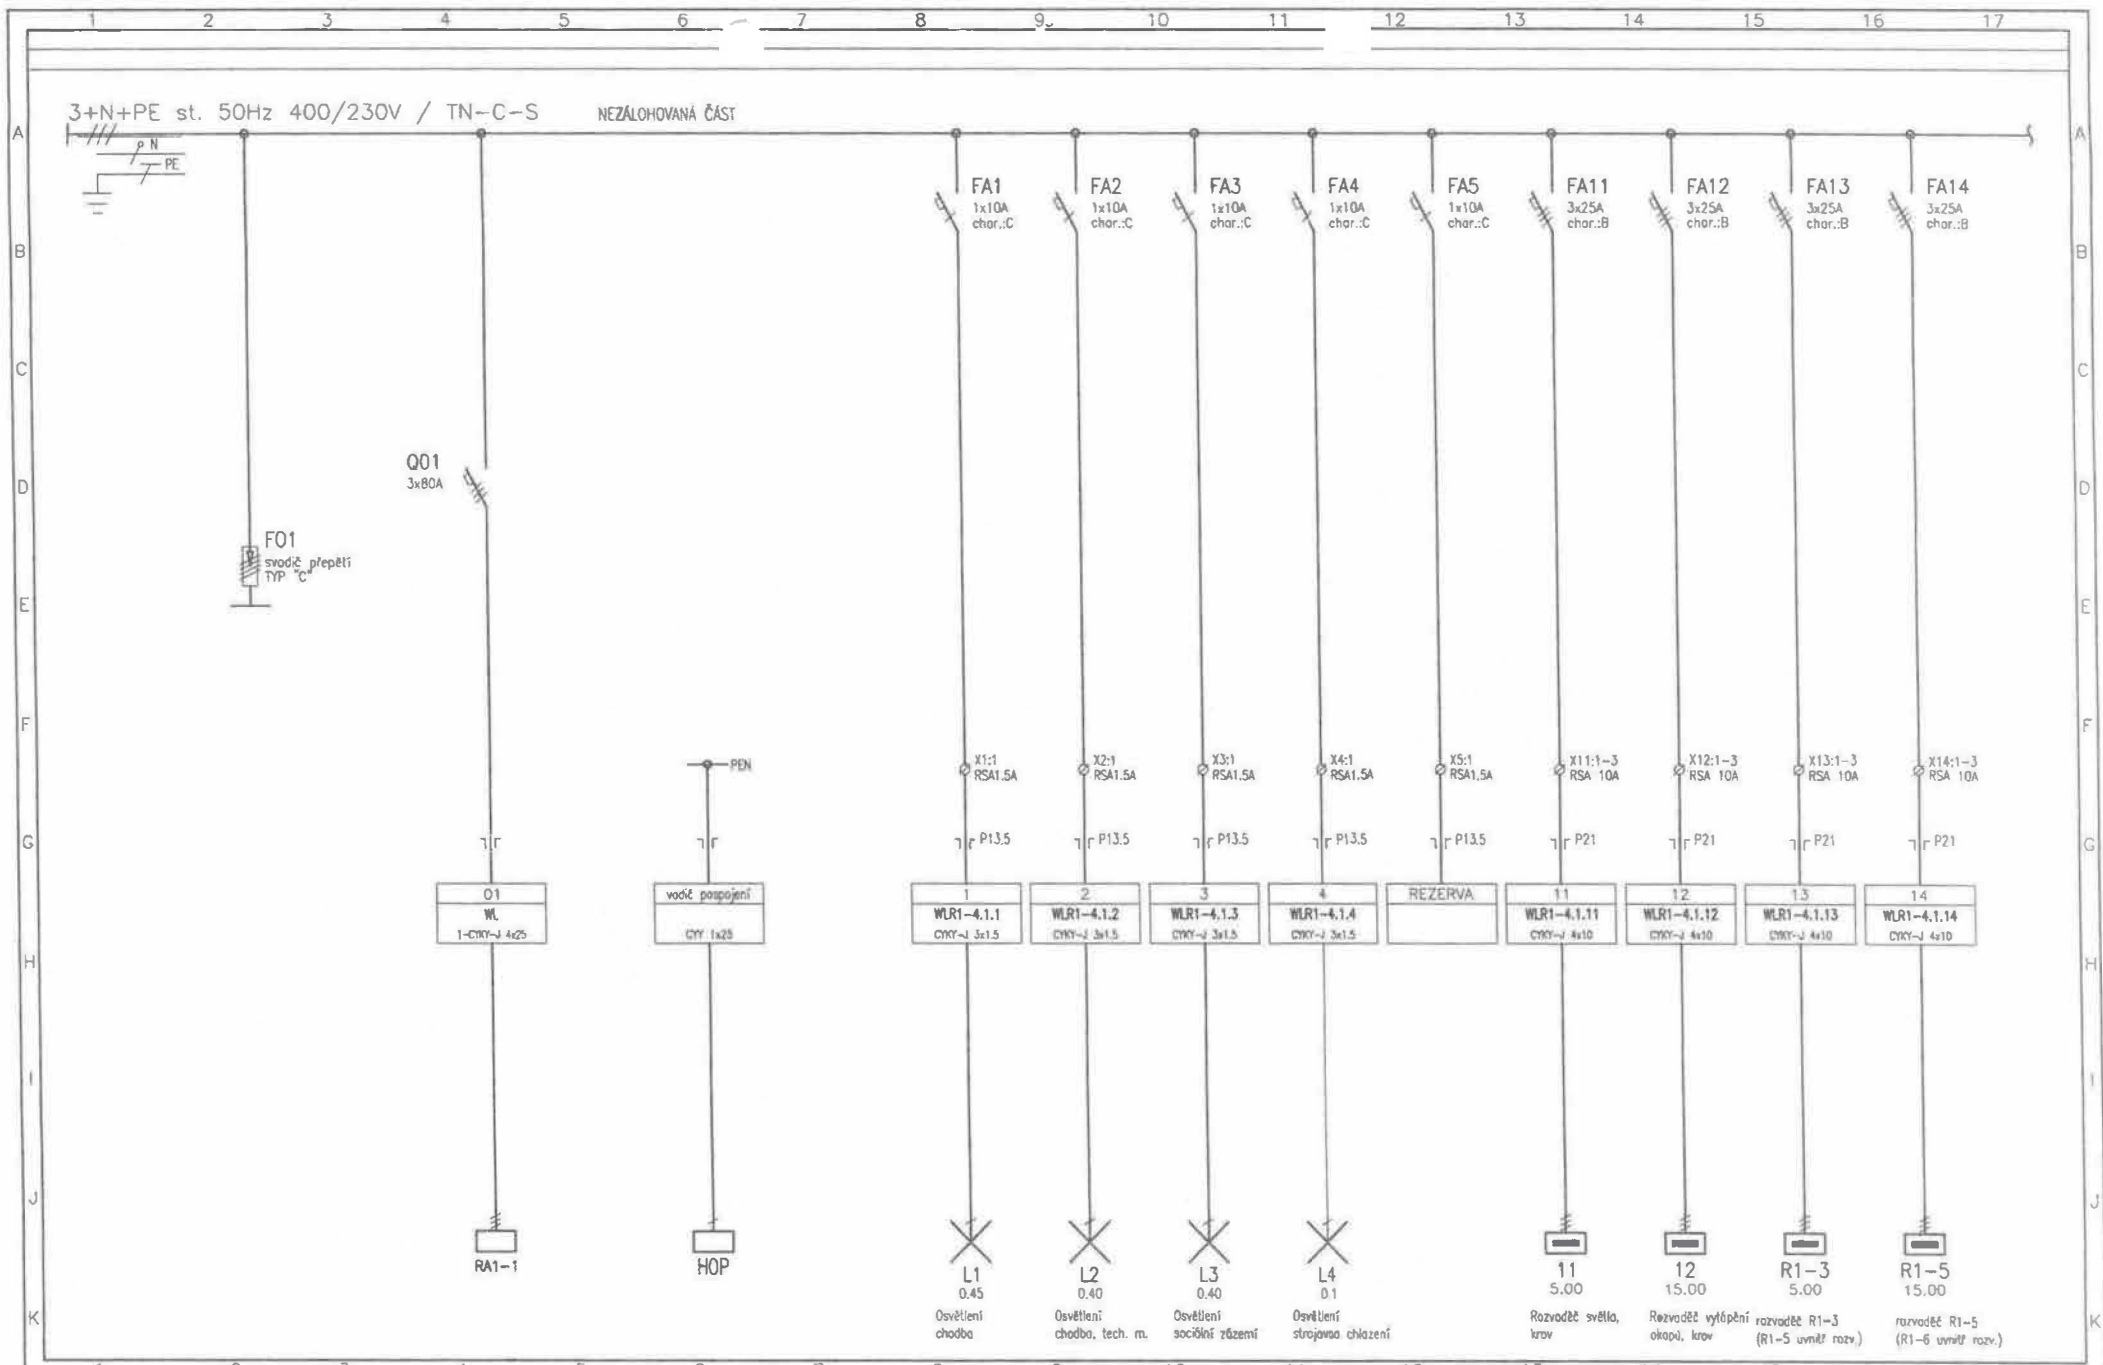 1 2 3 4 5 6 7 8 9 10 11 12 13 14 15 16 17
3+N+PE st. 50Hz 400/230V / TN-C-S NEZÁLOHOVANÁ ČÁST
A A
N
PE
FA1 FA2 FA3 FA4 FA5 FA11 FA12 FA13 FA14
1x10A 1x10A 1x10A 1x10A 1x10A 3x25A 3x25A 3x25A 3x25A
char.:C char.:C char.:C char.:C char.:C char.:B char.:B char.:B char.:B
B B
C C
Q01
3x80A
D D
F01
svodič přepětí
TYP "C"
E E
F F
PEN
X1:1 X2:1 X3:1 X4:1 X5:1 X11:1-3 X12:1-3 X13:1-3 X14:1-3
RSA1.5A RSA1.5A RSA1.5A RSA1.5A RSA1.5A RSA 10A RSA 10A RSA 10A RSA 10A
G P13.5 P13.5 P13.5 P13.5 P13.5 P21 P21 P21 P21 G
01 vodič pospojení 1 2 3 4 REZERVA 11 12 13 14
WL WLR1-4.1.1 WLR1-4.1.2 WLR1-4.1.3 WLR1-4.1.4 WLR1-4.1.11 WLR1-4.1.12 WLR1-4.1.13 WLR1-4.1.14
1-CYKY-J 4x25 CYY 1x25 CYKY-J 3x1.5 CYKY-J 3x1.5 CYKY-J 3x1.5 CYKY-J 3x1.5 CYKY-J 4x10 CYKY-J 4x10 CYKY-J 4x10 CYKY-J 4x10
H H
I I
J J
RA1-1 HOP L1 L2 L3 L4 11 12 R1-3 R1-5
0.45 0.40 0.40 0.1 5.00 15.00 5.00 15.00
K Osvětlení Osvětlení Osvětlení Osvětlení Rozvaděč světla, Rozvaděč vytápění rozvaděč R1-3 rozvaděč R1-5 K
chodba chodba, tech. m. sociální zázemí strojovna chlazení krov okapů, krov (R1-5 uvnitř rozv.) (R1-6 uvnitř rozv.)